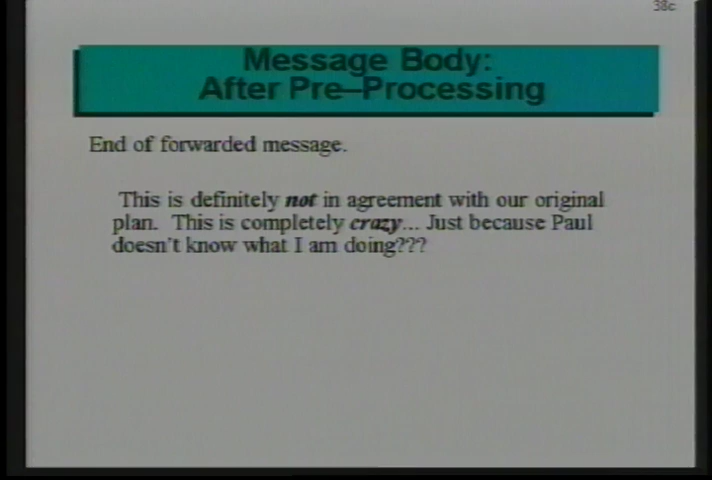 38c
Message Body:
After Pre–Processing
End of forwarded message.
This is definitely not in agreement with our original
plan. This is completely crazy... Just because Paul
doesn't know what I am doing???